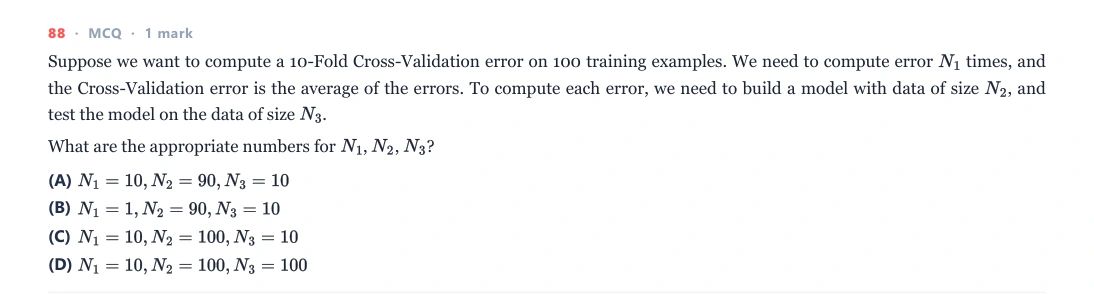 88 · MCQ · 1 mark
Suppose we want to compute a 10-Fold Cross-Validation error on 100 training examples. We need to compute error N₁ times, and
the Cross-Validation error is the average of the errors. To compute each error, we need to build a model with data of size N₂, and
test the model on the data of size N₃.
What are the appropriate numbers for N₁, N₂, N₃?
(A) N₁ = 10, N₂ = 90, N₃ = 10
(B) N₁ = 1, N₂ = 90, N₃ = 10
(C) N₁ = 10, N₂ = 100, N₃ = 10
(D) N₁ = 10, N₂ = 100, N₃ = 100